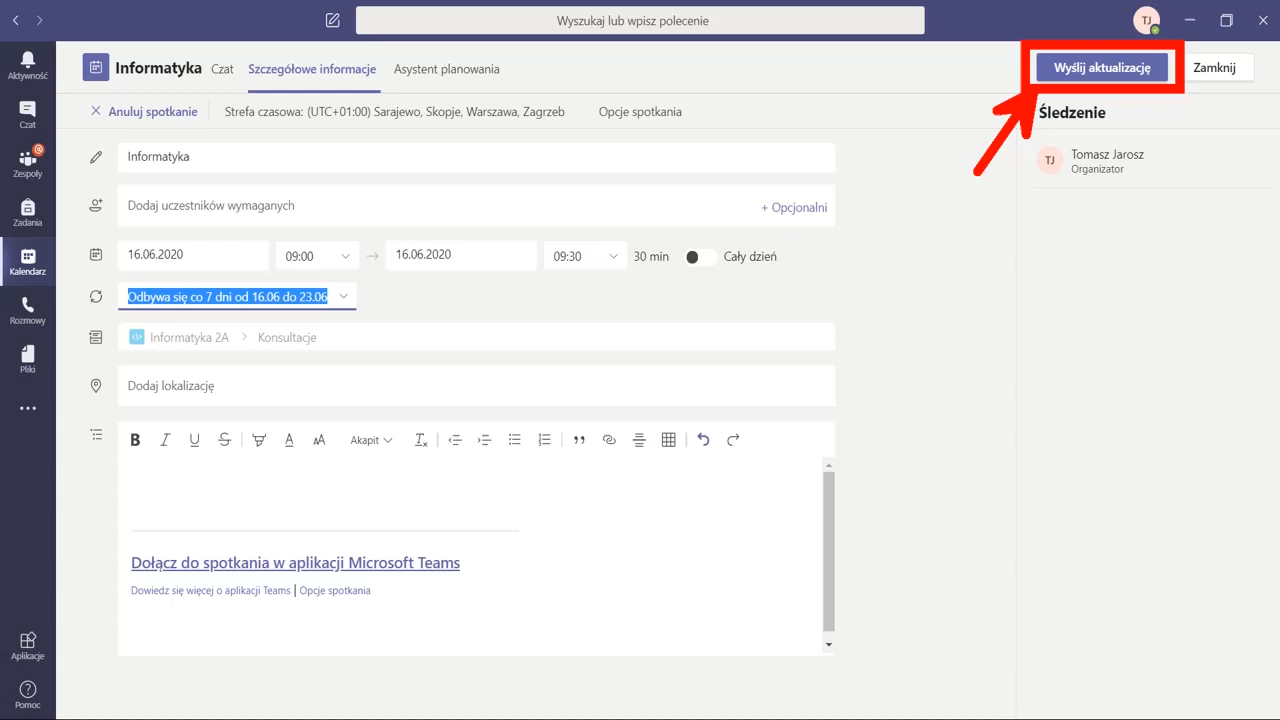 Wyszukaj lub wpisz polecenie
TJ
Aktywność
Czat
Zespoły
Zadania
Kalendarz
Rozmowy
Pliki
Aplikacje
Pomoc
Informatyka Czat Szczegółowe informacje Asystent planowania
Wyślij aktualizację Zamknij
Anuluj spotkanie Strefa czasowa: (UTC+01:00) Sarajewo, Skopje, Warszawa, Zagrzeb Opcje spotkania
Informatyka
Dodaj uczestników wymaganych + Opcjonalni
16.06.2020 09:00 → 16.06.2020 09:30 30 min Cały dzień
Odbywa się co 7 dni od 16.06 do 23.06
Informatyka 2A > Konsultacje
Dodaj lokalizację
B I U S A AA Akapit Tx
Dołącz do spotkania w aplikacji Microsoft Teams
Dowiedz się więcej o aplikacji Teams | Opcje spotkania
Śledzenie
TJ Tomasz Jarosz
Organizator